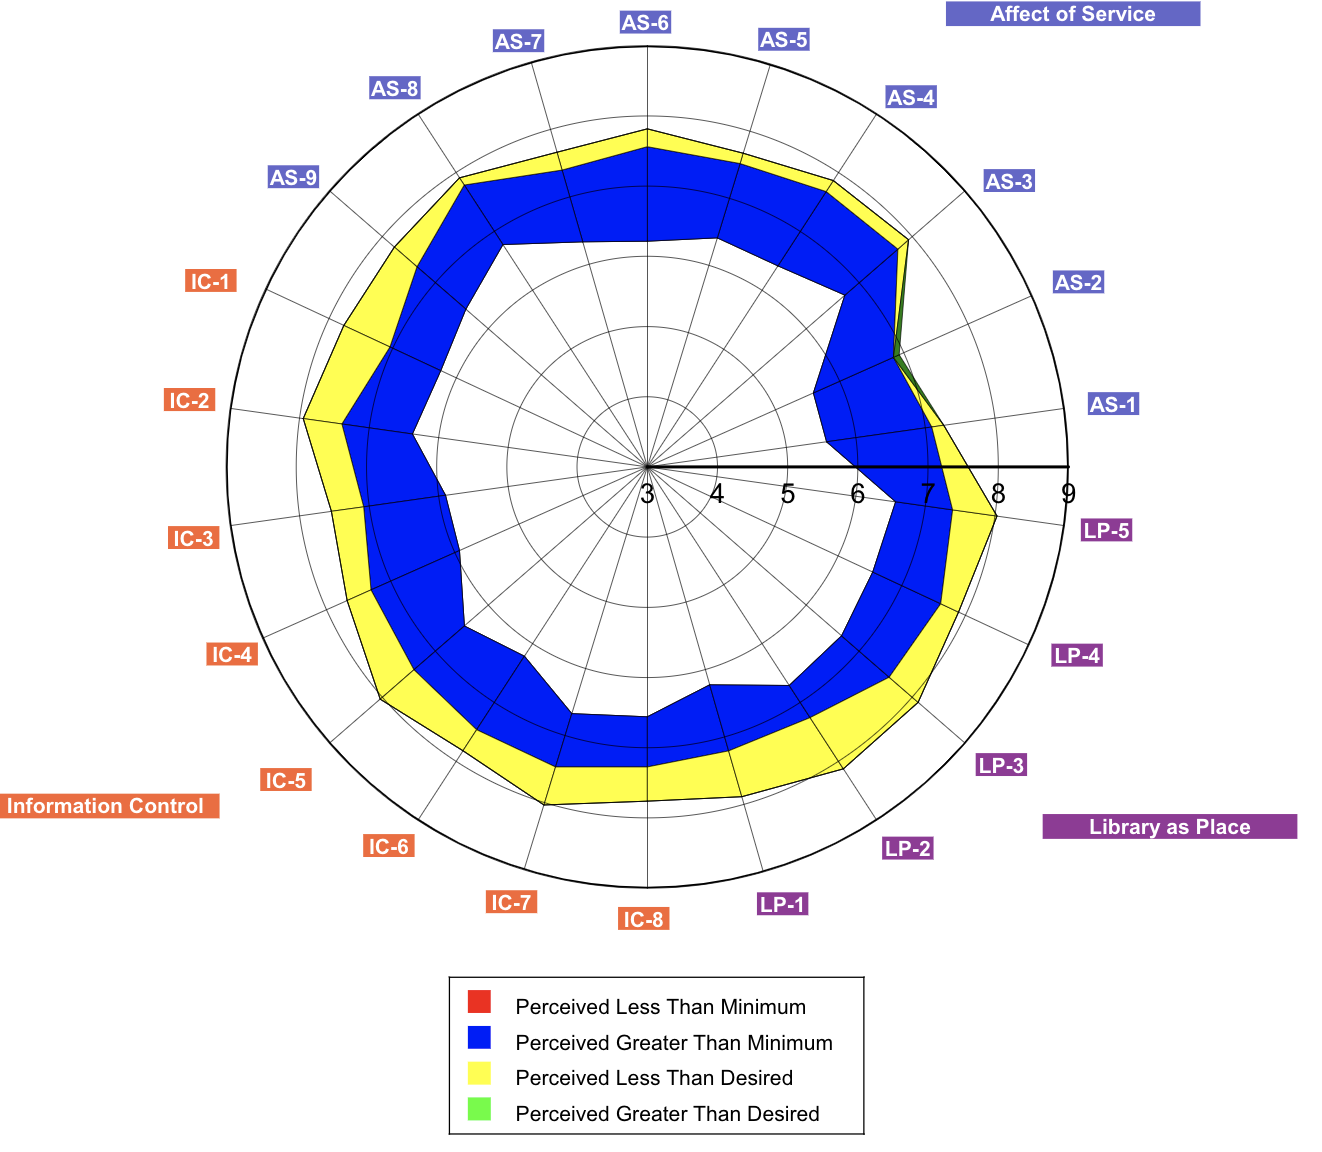 Affect of Service
AS-6
AS-7
AS-5
AS-8
AS-4
AS-9
AS-3
IC-1
AS-2
IC-2
AS-1
3 4 5 6 7 8 9
IC-3
LP-5
IC-4
LP-4
IC-5
LP-3
Information Control
Library as Place
IC-6
LP-2
IC-7
LP-1
IC-8
Perceived Less Than Minimum
Perceived Greater Than Minimum
Perceived Less Than Desired
Perceived Greater Than Desired